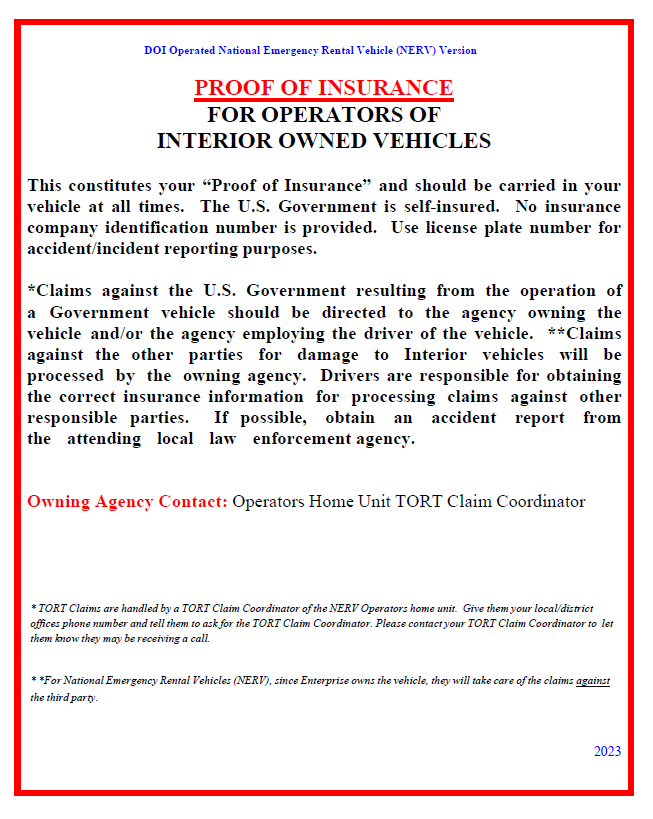 DOI Operated National Emergency Rental Vehicle (NERV) Version
PROOF OF INSURANCE
FOR OPERATORS OF
INTERIOR OWNED VEHICLES
This constitutes your “Proof of Insurance” and should be carried in your
vehicle at all times. The U.S. Government is self-insured. No insurance
company identification number is provided. Use license plate number for
accident/incident reporting purposes.
*Claims against the U.S. Government resulting from the operation of
a Government vehicle should be directed to the agency owning the
vehicle and/or the agency employing the driver of the vehicle. **Claims
against the other parties for damage to Interior vehicles will be
processed by the owning agency. Drivers are responsible for obtaining
the correct insurance information for processing claims against other
responsible parties. If possible, obtain an accident report from
the attending local law enforcement agency.
Owning Agency Contact: Operators Home Unit TORT Claim Coordinator
* TORT Claims are handled by a TORT Claim Coordinator of the NERV Operators home unit. Give them your local/district
offices phone number and tell them to ask for the TORT Claim Coordinator. Please contact your TORT Claim Coordinator to let
them know they may be receiving a call.
* *For National Emergency Rental Vehicles (NERV), since Enterprise owns the vehicle, they will take care of the claims against
the third party.
2023